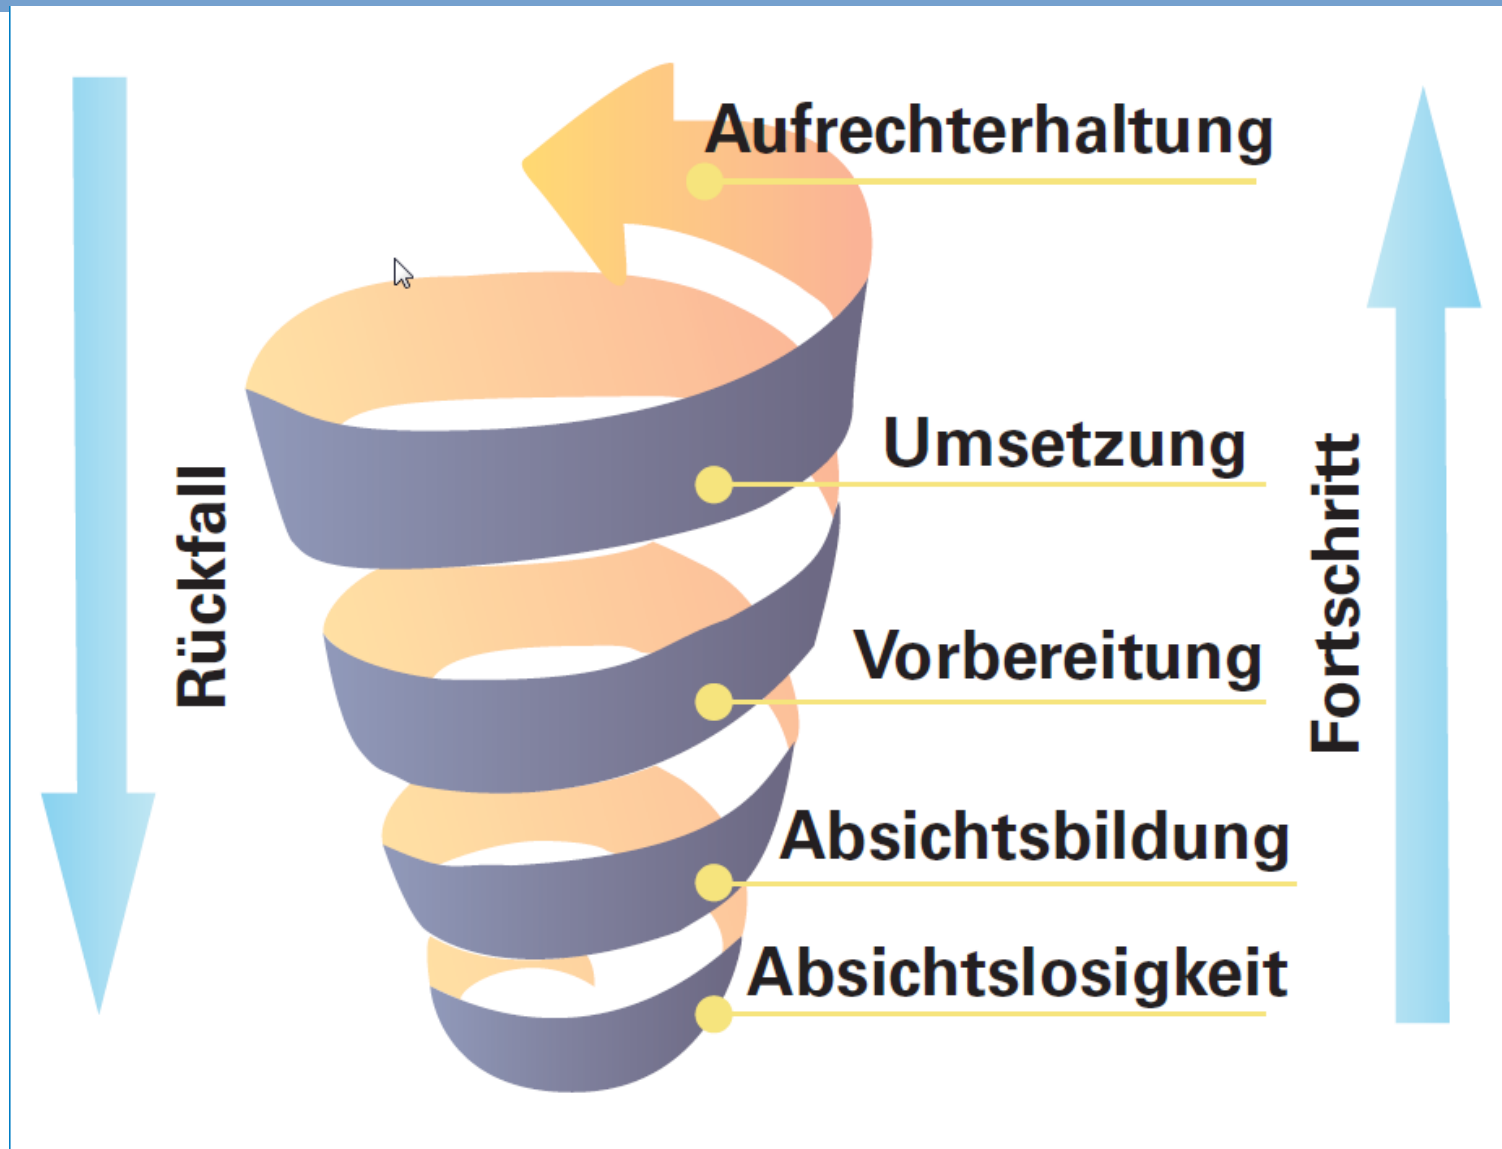 Aufrechterhaltung
Umsetzung
Vorbereitung
Absichtsbildung
Absichtslosigkeit
Rückfall
Fortschritt